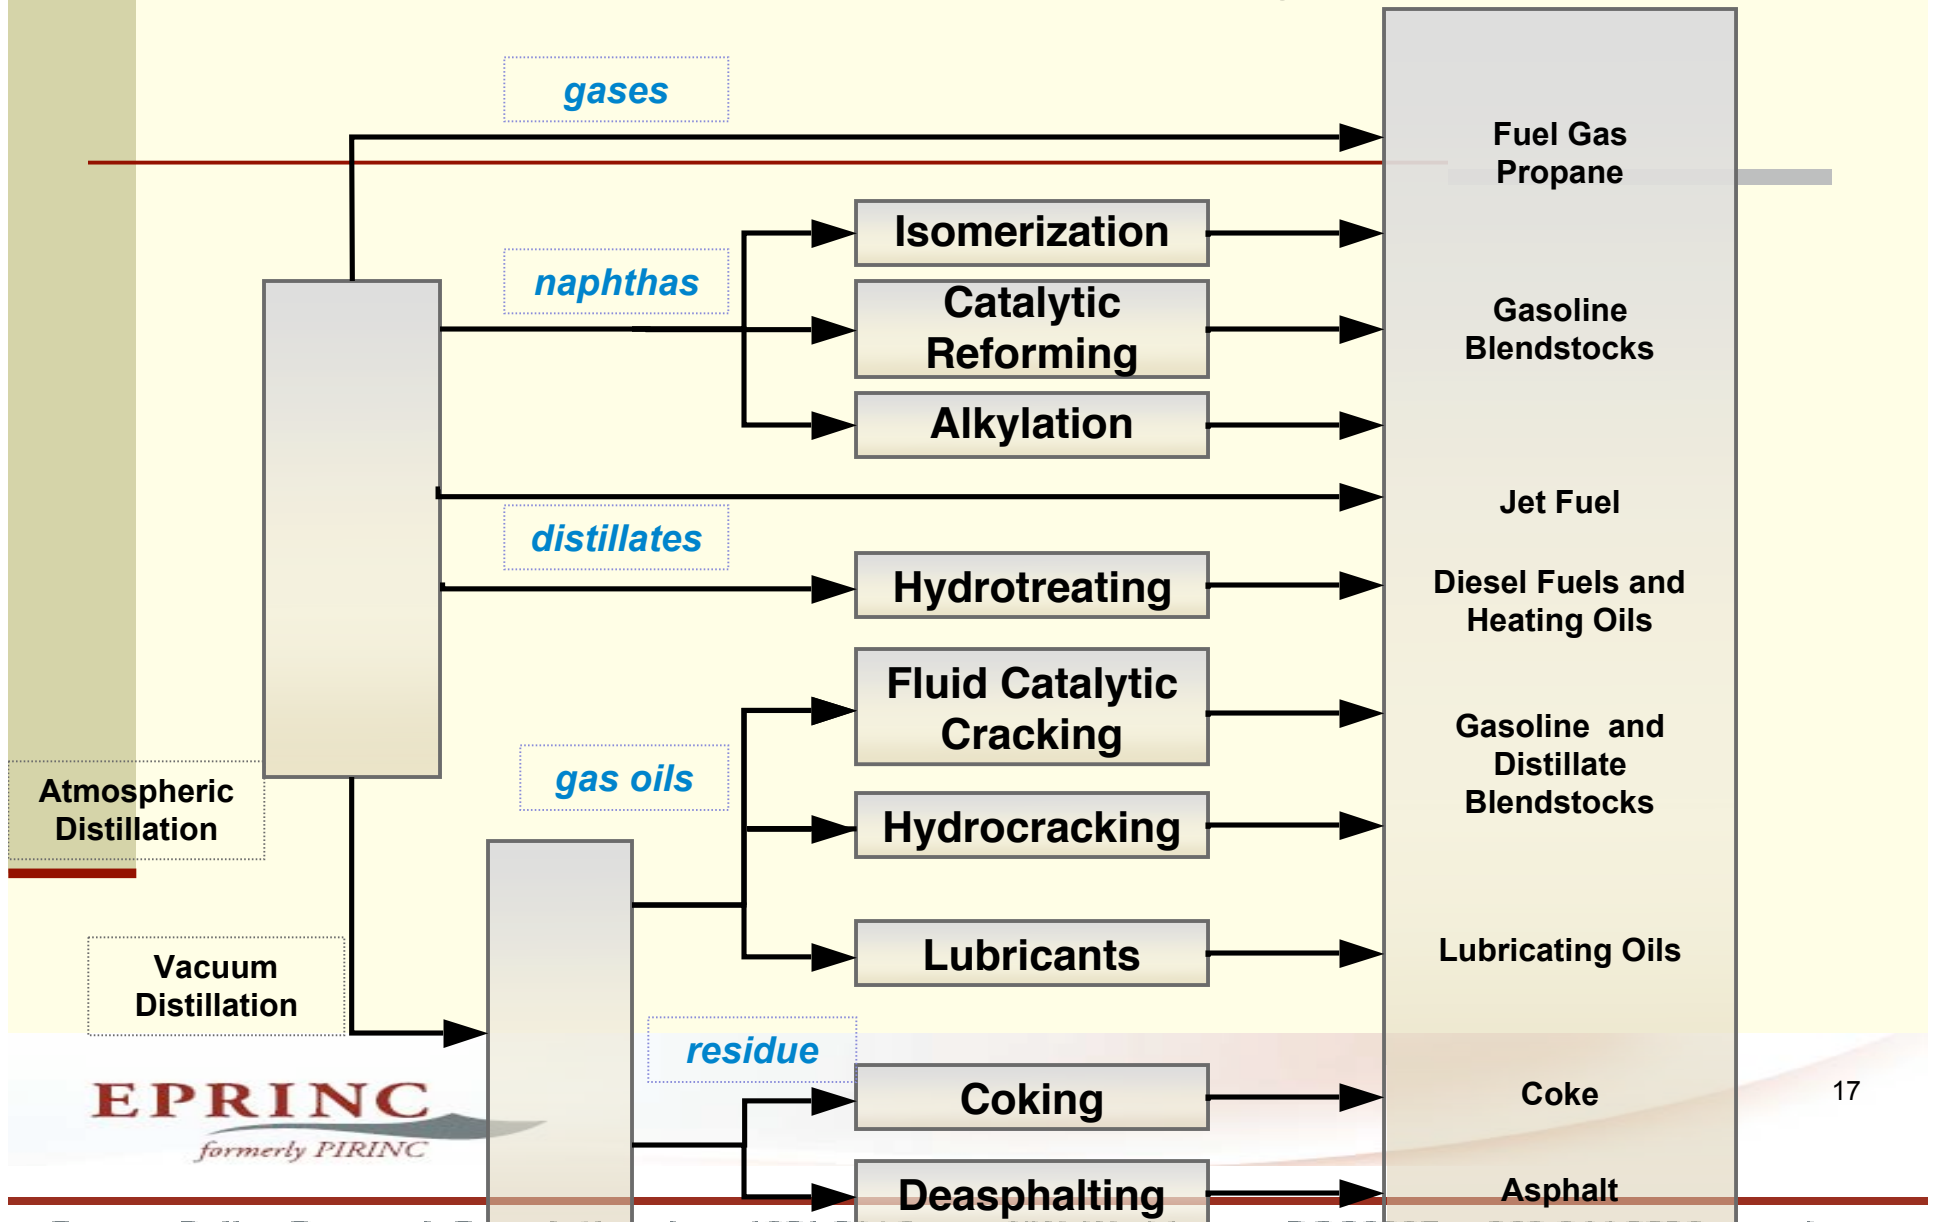 gases
Fuel Gas
Propane
Isomerization
naphthas
Catalytic
Reforming
Gasoline
Blendstocks
Alkylation
Jet Fuel
distillates
Hydrotreating
Diesel Fuels and
Heating Oils
Fluid Catalytic
Cracking
Gasoline and
Distillate
Blendstocks
gas oils
Atmospheric
Distillation
Hydrocracking
Lubricants
Lubricating Oils
Vacuum
Distillation
residue
Coking
Coke
17
EPRINC
formerly PIRINC
Deasphalting
Asphalt